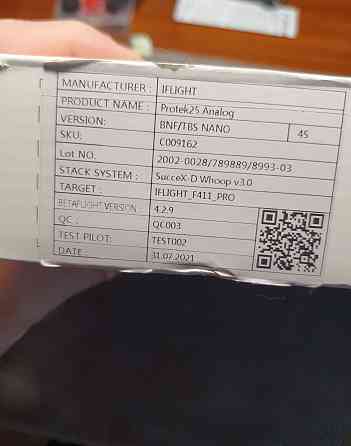 MANUFACTURER : IFLIGHT
PRODUCT NAME : Protek25 Analog
VERSION: BNF/TBS NANO 4S
SKU: C009162
Lot NO. 2002-0028/789889/8993-03
STACK SYSTEM : SucceX-D Whoop v3.0
TARGET : IFLIGHT_F411_PRO
BETAFLIGHT VERSION : 4.2.9
QC : QC003
TEST PILOT: TEST002
DATE : 31.07.2021